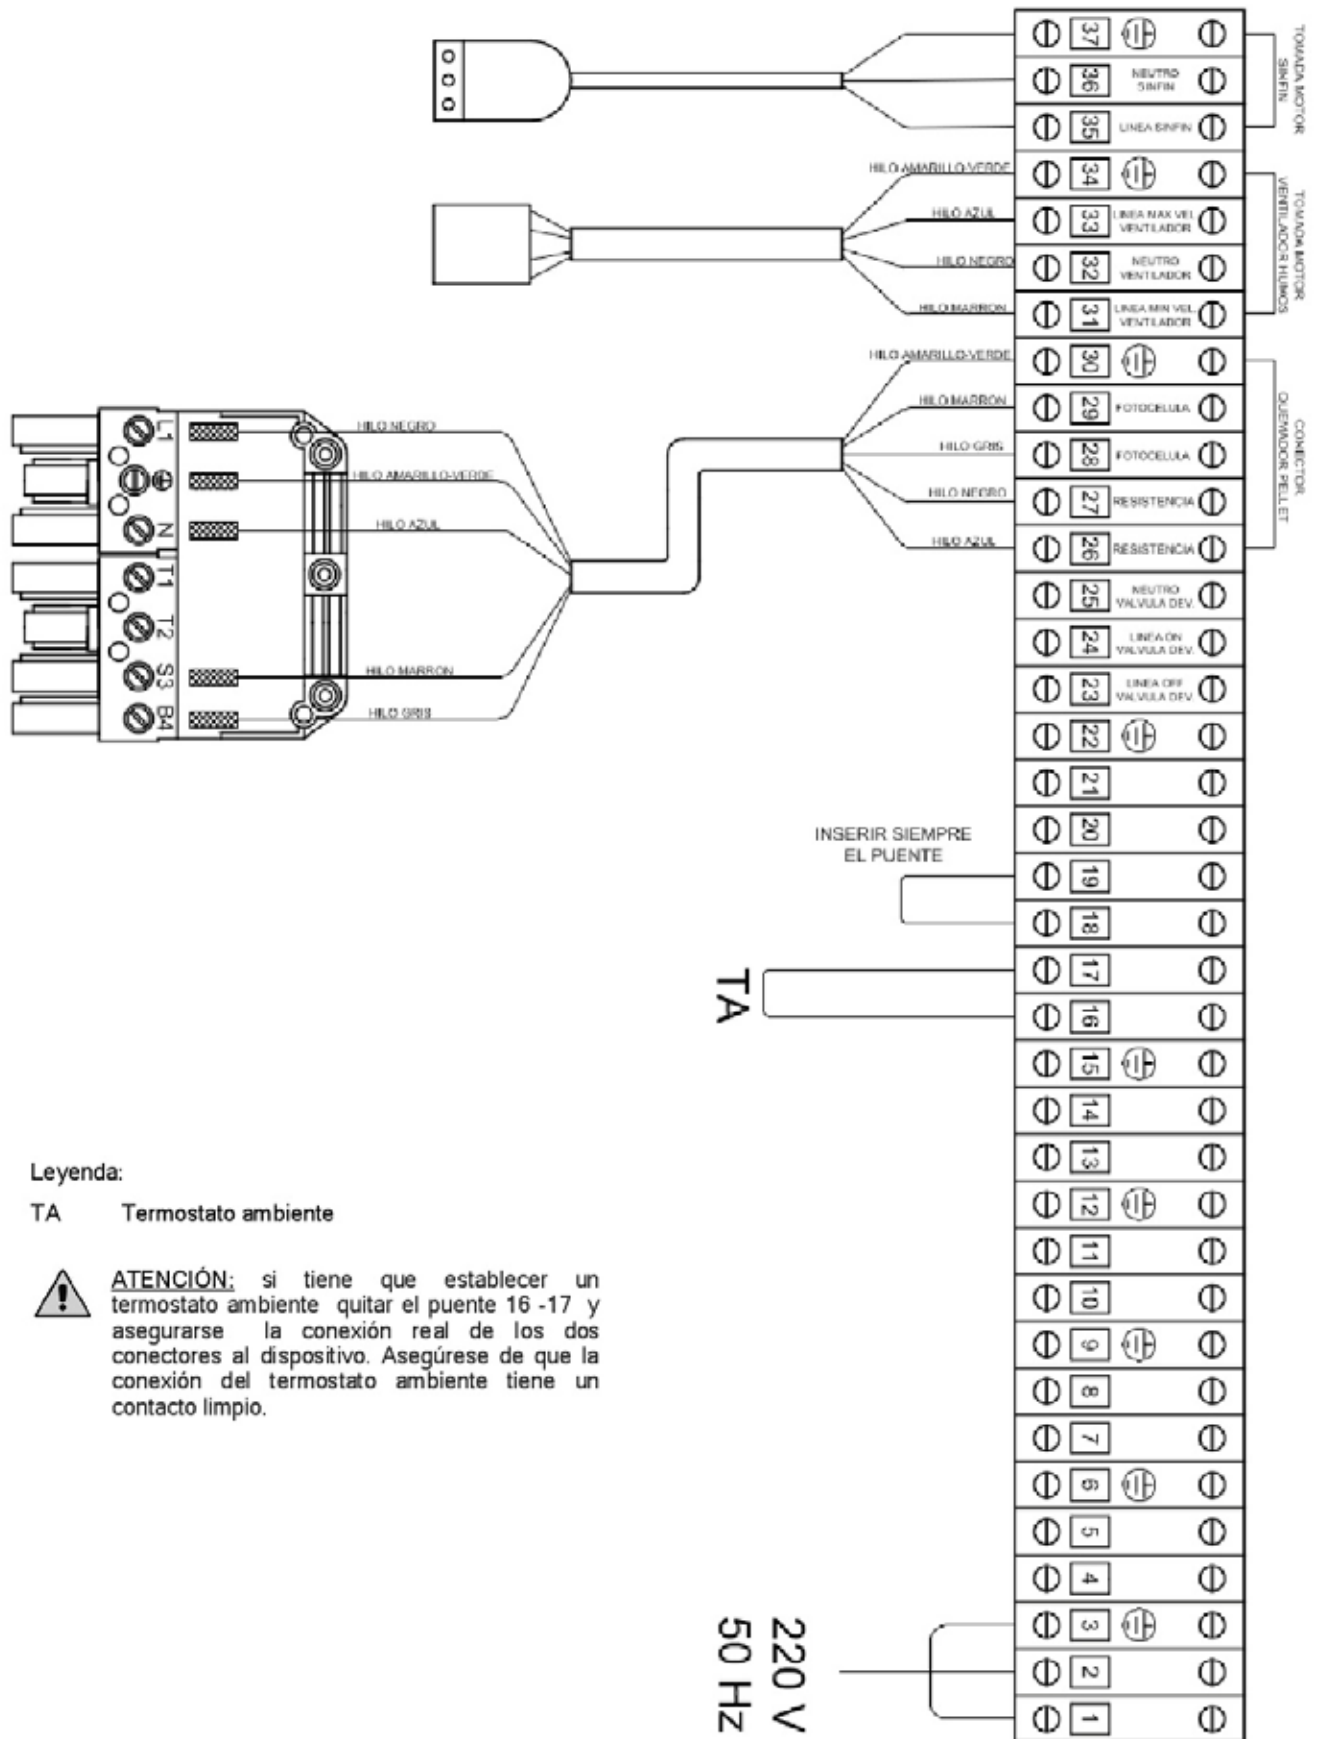 37
36 NEUTRO
SINFIN
35 LINEA SINFIN
TOMADA MOTOR
SINFIN
HILO AMARILLO-VERDE
34
HILO AZUL
33 LINEA MAX VEL.
VENTILADOR
HILO NEGRO
32 NEUTRO
VENTILADOR
HILO MARRON
31 LINEA MIN VEL.
VENTILADOR
TOMADA MOTOR
VENTILADOR HUMOS
HILO AMARILLO-VERDE
30
HILO MARRON
29 FOTOCELULA
HILO GRIS
28 FOTOCELULA
HILO NEGRO
27 RESISTENCIA
HILO AZUL
26 RESISTENCIA
CONECTOR
QUEMADOR PELLET
25 NEUTRO
VALVULA DEV.
24 LINEA ON
VALVULA DEV.
23 LINEA OFF
VALVULA DEV.
L1
HILO NEGRO
HILO AMARILLO-VERDE
N
HILO AZUL
T1
T2
S3
HILO MARRON
B4
HILO GRIS
22
21
20
INSERIR SIEMPRE
EL PUENTE
19
18
17
TA
16
15
14
13
12
11
10
9
8
7
6
5
4
3
2
1
220 V
50 Hz
Leyenda:
TA Termostato ambiente
ATENCIÓN: si tiene que establecer un
termostato ambiente quitar el puente 16 -17 y
asegurarse la conexión real de los dos
conectores al dispositivo. Asegúrese de que la
conexión del termostato ambiente tiene un
contacto limpio.